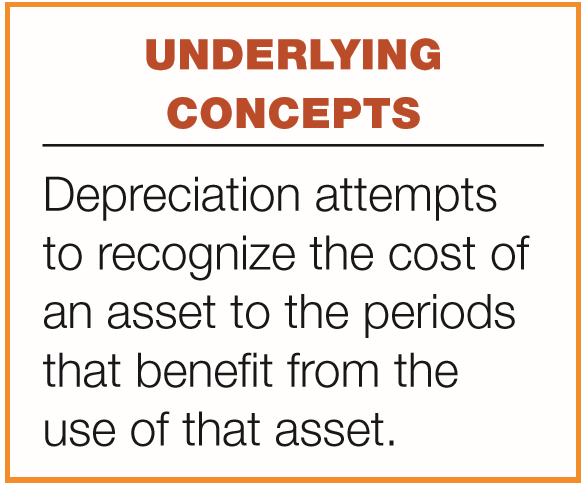 UNDERLYING
CONCEPTS
Depreciation attempts
to recognize the cost of
an asset to the periods
that benefit from the
use of that asset.